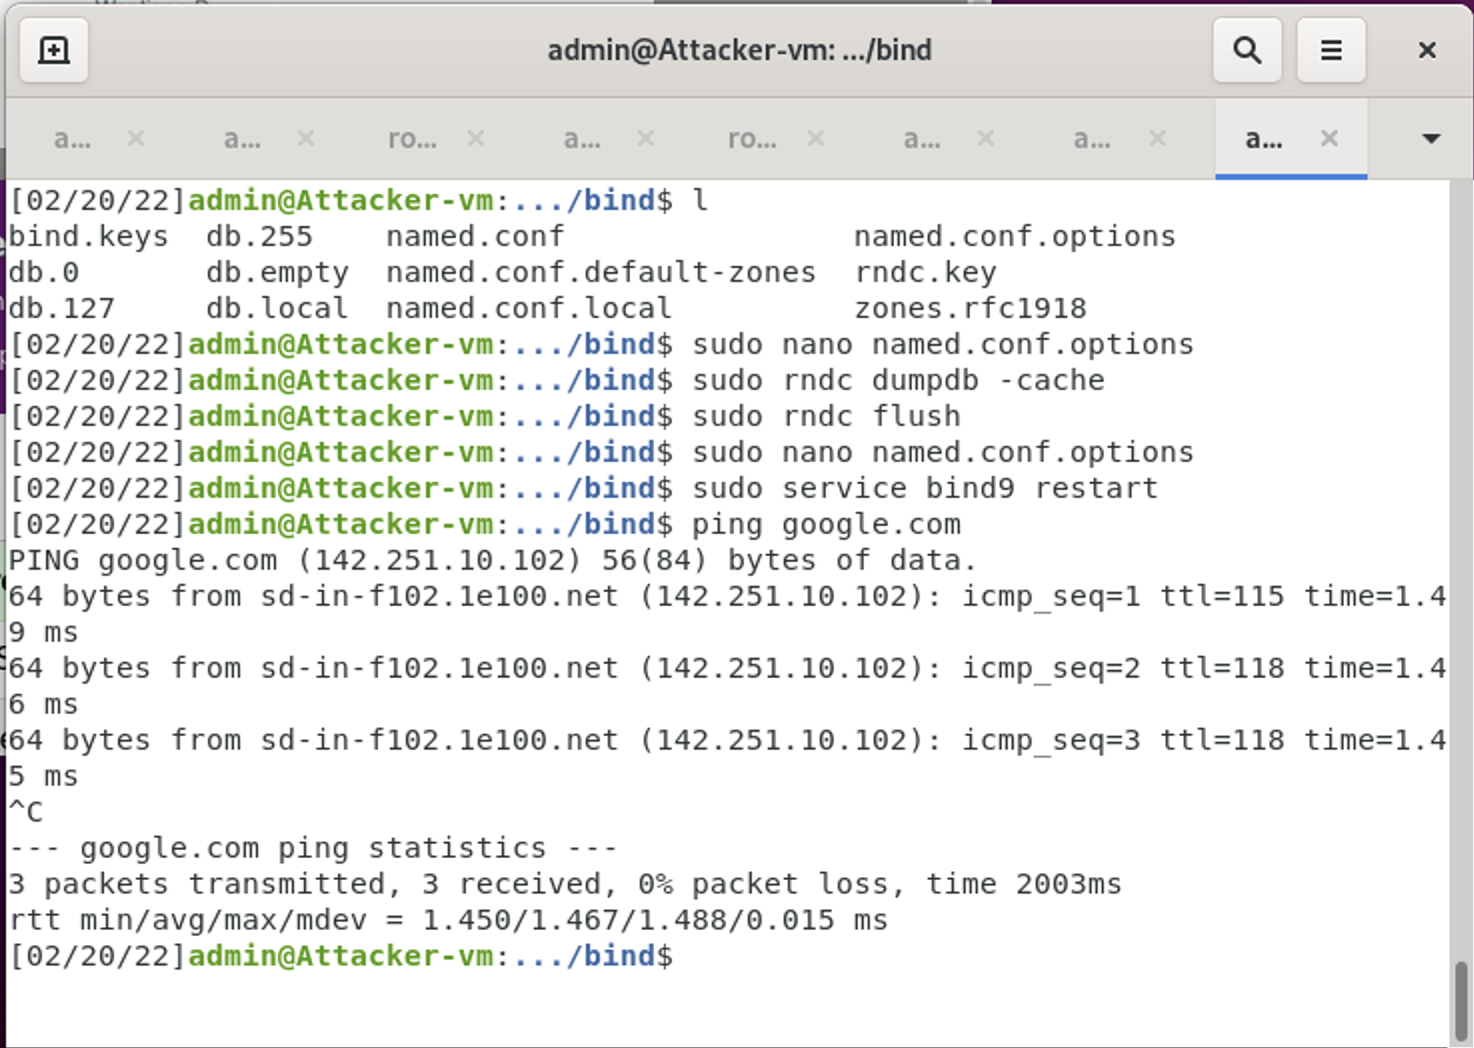 admin@Attacker-vm: .../bind
a... a... ro... a... ro... a... a... a...
[02/20/22]admin@Attacker-vm:.../bind$ l
bind.keys  db.255    named.conf                named.conf.options
db.0       db.empty  named.conf.default-zones  rndc.key
db.127     db.local  named.conf.local          zones.rfc1918
[02/20/22]admin@Attacker-vm:.../bind$ sudo nano named.conf.options
[02/20/22]admin@Attacker-vm:.../bind$ sudo rndc dumpdb -cache
[02/20/22]admin@Attacker-vm:.../bind$ sudo rndc flush
[02/20/22]admin@Attacker-vm:.../bind$ sudo nano named.conf.options
[02/20/22]admin@Attacker-vm:.../bind$ sudo service bind9 restart
[02/20/22]admin@Attacker-vm:.../bind$ ping google.com
PING google.com (142.251.10.102) 56(84) bytes of data.
64 bytes from sd-in-f102.1e100.net (142.251.10.102): icmp_seq=1 ttl=115 time=1.4
9 ms
64 bytes from sd-in-f102.1e100.net (142.251.10.102): icmp_seq=2 ttl=118 time=1.4
6 ms
64 bytes from sd-in-f102.1e100.net (142.251.10.102): icmp_seq=3 ttl=118 time=1.4
5 ms
^C
--- google.com ping statistics ---
3 packets transmitted, 3 received, 0% packet loss, time 2003ms
rtt min/avg/max/mdev = 1.450/1.467/1.488/0.015 ms
[02/20/22]admin@Attacker-vm:.../bind$